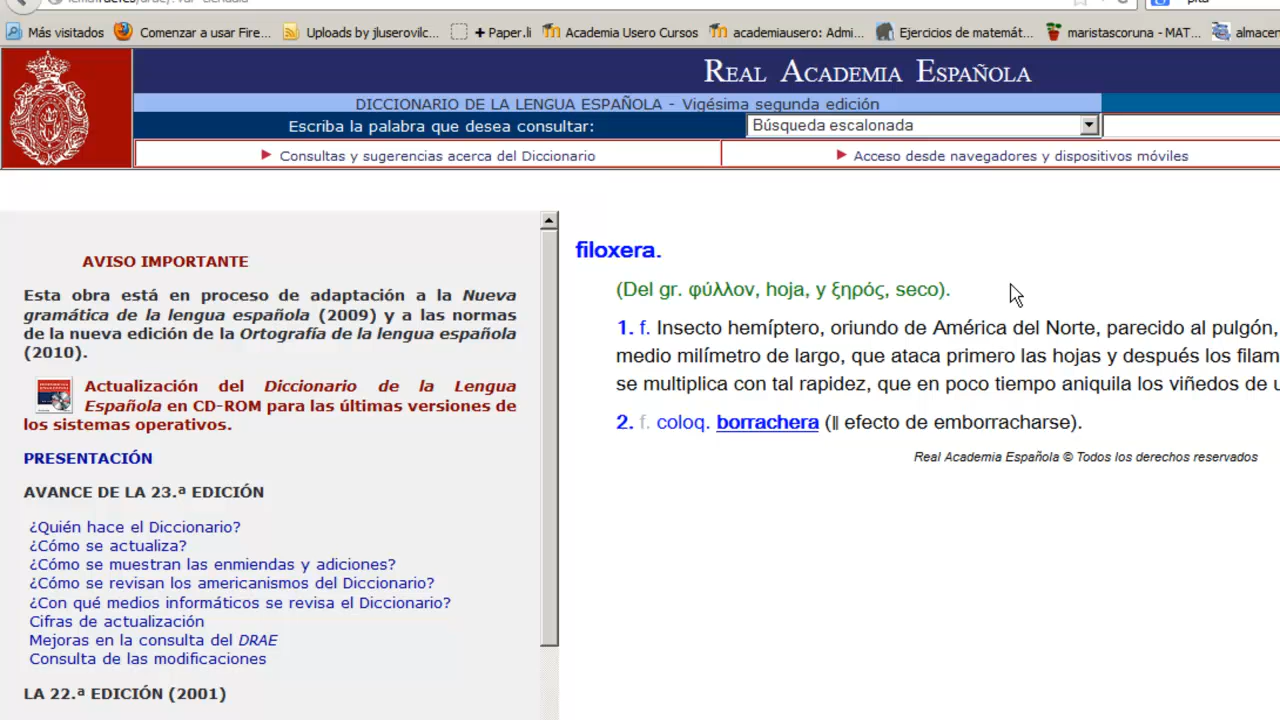 Más visitados
Comenzar a usar Fire...
Uploads by jluserovilc...
+ Paper.li
Academia Usero Cursos
academiausero: Admi...
Ejercicios de matemát...
maristascoruna - MAT...
almacen
REAL ACADEMIA ESPAÑOLA
DICCIONARIO DE LA LENGUA ESPAÑOLA - Vigésima segunda edición
Escriba la palabra que desea consultar:
Búsqueda escalonada
Consultas y sugerencias acerca del Diccionario
Acceso desde navegadores y dispositivos móviles
AVISO IMPORTANTE
Esta obra está en proceso de adaptación a la Nueva
gramática de la lengua española (2009) y a las normas
de la nueva edición de la Ortografía de la lengua española
(2010).
Actualización del Diccionario de la Lengua
Española en CD-ROM para las últimas versiones de
los sistemas operativos.
PRESENTACIÓN
AVANCE DE LA 23.ª EDICIÓN
¿Quién hace el Diccionario?
¿Cómo se actualiza?
¿Cómo se muestran las enmiendas y adiciones?
¿Cómo se revisan los americanismos del Diccionario?
¿Con qué medios informáticos se revisa el Diccionario?
Cifras de actualización
Mejoras en la consulta del DRAE
Consulta de las modificaciones
LA 22.ª EDICIÓN (2001)
filoxera.
(Del gr. φύλλον, hoja, y ξηρός, seco).
1. f. Insecto hemíptero, oriundo de América del Norte, parecido al pulgón,
medio milímetro de largo, que ataca primero las hojas y después los filam
se multiplica con tal rapidez, que en poco tiempo aniquila los viñedos de u
2. f. coloq. borrachera (‖ efecto de emborracharse).
Real Academia Española © Todos los derechos reservados